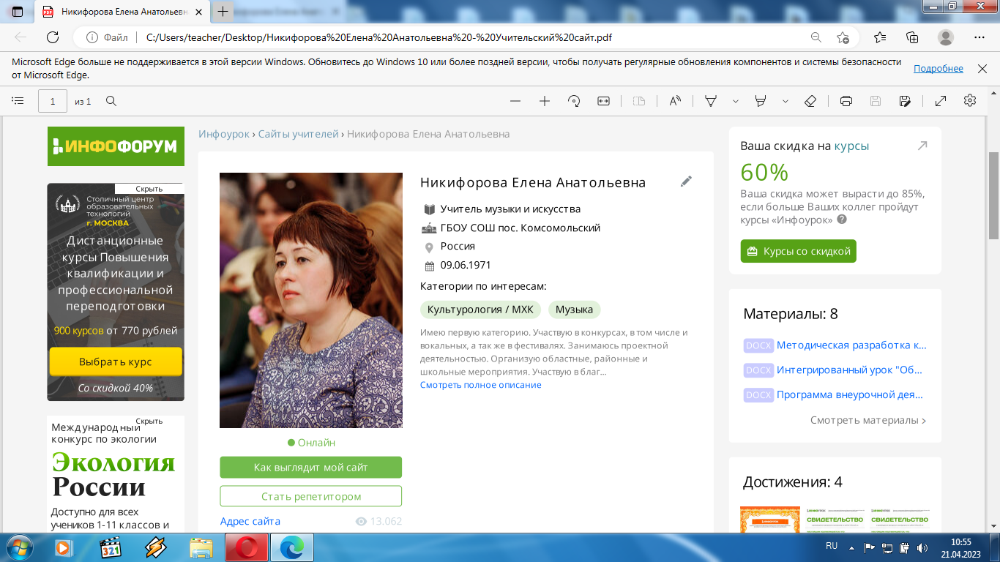 Никифорова Елена Анатольевн
Файл
C:/Users/teacher/Desktop/Никифорова%20Елена%20Анатольевна%20-%20Учительский%20сайт.pdf
Microsoft Edge больше не поддерживается в этой версии Windows. Обновитесь до Windows 10 или более поздней версии, чтобы получать регулярные обновления компонентов и системы безопасности
от Microsoft Edge.
Подробнее
1 из 1
ИНФОФОРУМ
Скрыть
Столичный центр
образовательных
технологий
г. МОСКВА
Дистанционные
курсы Повышения
квалификации и
профессиональной
переподготовки
900 курсов от 770 рублей
Выбрать курс
Со скидкой 40%
Скрыть
Международный
конкурс по экологии
Экология
России
Доступно для всех
учеников 1-11 классов и
Инфоурок › Сайты учителей › Никифорова Елена Анатольевна
Никифорова Елена Анатольевна
Учитель музыки и искусства
ГБОУ СОШ пос. Комсомольский
Россия
09.06.1971
Категории по интересам:
Культурология / МХК
Музыка
Имею первую категорию. Участвую в конкурсах, в том числе и
вокальных, а так же в фестивалях. Занимаюсь проектной
деятельностью. Организую областные, районные и
школьные мероприятия. Участвую в благ...
Смотреть полное описание
Онлайн
Как выглядит мой сайт
Стать репетитором
Адрес сайта
13.062
Ваша скидка на курсы
60%
Ваша скидка может вырасти до 85%,
если больше Ваших коллег пройдут
курсы «Инфоурок»
Курсы со скидкой
Материалы: 8
DOCX Методическая разработка к...
DOCX Интегрированный урок "Об...
DOCX Программа внеурочной дея...
Смотреть материалы >
Достижения: 4
ИНФОУРОК
СВИДЕТЕЛЬСТВО
ИНФОУРОК
СВИДЕТЕЛЬСТВО
321
RU
10:55
21.04.2023